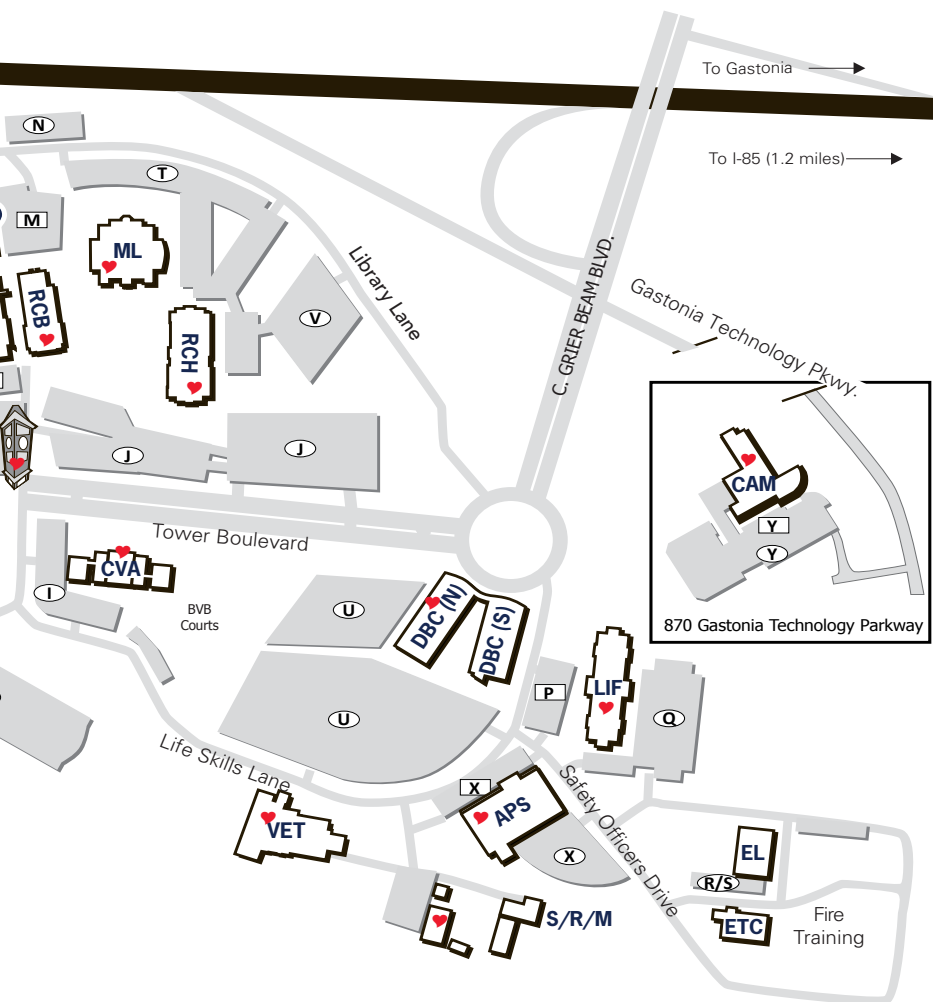 To Gastonia
To I-85 (1.2 miles)
N
T
M
ML
RCB
RCH
V
Library Lane
C. GRIER BEAM BLVD.
Gastonia Technology Pkwy.
J
J
CAM
Y
Y
870 Gastonia Technology Parkway
Tower Boulevard
CVA
I
BVB
Courts
U
DBC (N)
DBC (S)
U
P
LIF
Q
Life Skills Lane
X
APS
X
Safety Officers Drive
VET
S/R/M
EL
R/S
ETC
Fire
Training